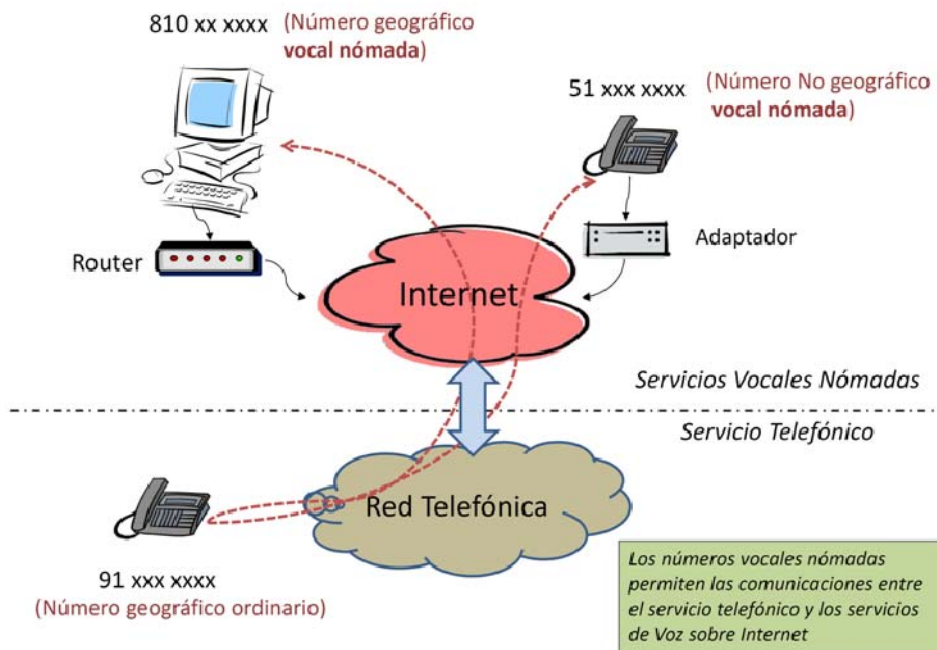 810 xx xxxx
(Número geográfico
vocal nómada)
51 xxx xxxx
(Número No geográfico
vocal nómada)
Router
Adaptador
Internet
Servicios Vocales Nómadas
Servicio Telefónico
Red Telefónica
91 xxx xxxx
(Número geográfico ordinario)
Los números vocales nómadas
permiten las comunicaciones entre
el servicio telefónico y los servicios
de Voz sobre Internet